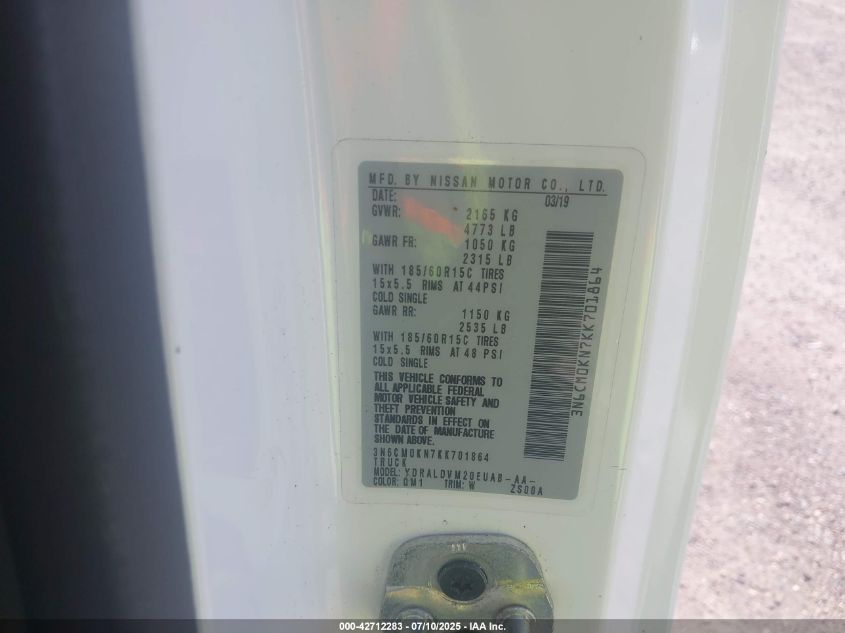 MFD. BY NISSAN MOTOR CO., LTD.
DATE: 03/19
GVWR: 2165 KG
4773 LB
GAWR FR: 1050 KG
2315 LB
WITH 185/60R15C TIRES
15x5.5 RIMS AT 44PSI
COLD SINGLE
GAWR RR: 1150 KG
2535 LB
WITH 185/60R15C TIRES
15x5.5 RIMS AT 48 PSI
COLD SINGLE
THIS VEHICLE CONFORMS TO
ALL APPLICABLE FEDERAL
MOTOR VEHICLE SAFETY AND
THEFT PREVENTION
STANDARDS IN EFFECT ON
THE DATE OF MANUFACTURE
SHOWN ABOVE.
3N6CM0KN7KK701864
TRUCK
MODEL: YDRALDVM20EUAB-AA-
COLOR: QM1 TRIM: W ZS00A
3N6CM0KN7KK701864
000-42712283 - 07/10/2025 - IAA Inc.